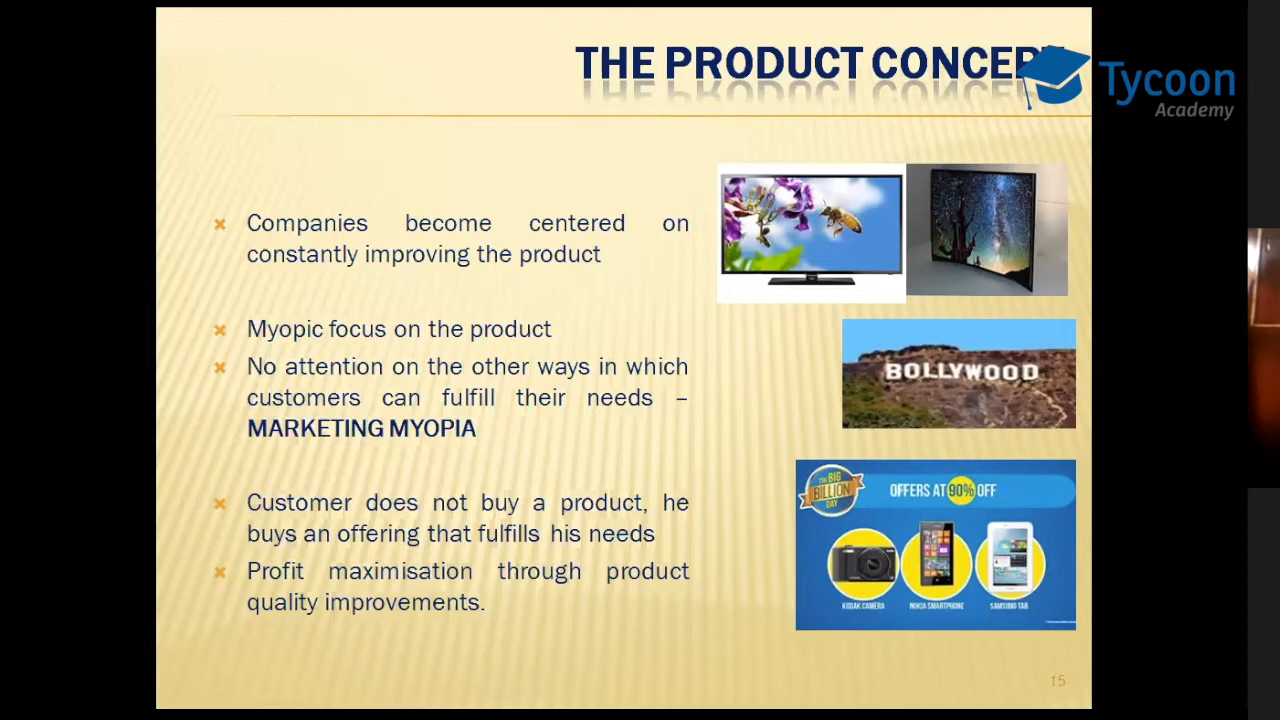 THE PRODUCT CONCEPT
Tycoon
Academy
Companies become centered on
constantly improving the product
Myopic focus on the product
No attention on the other ways in which
customers can fulfill their needs –
MARKETING MYOPIA
Customer does not buy a product, he
buys an offering that fulfills his needs
Profit maximisation through product
quality improvements.
BOLLYWOOD
THE BIG
BILLION
DAY
OFFERS AT 90% OFF
KODAK CAMERA
NOKIA SMARTPHONE
SAMSUNG TAB
15